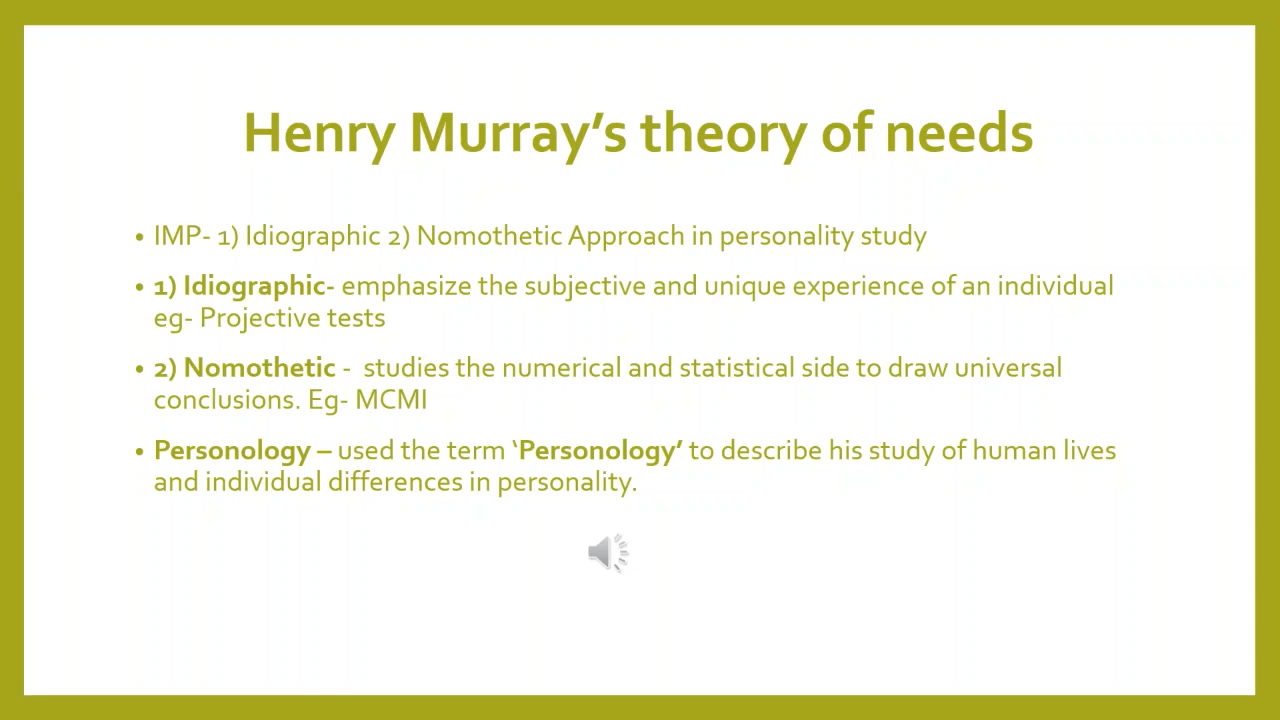 Henry Murray’s theory of needs
• IMP- 1) Idiographic 2) Nomothetic Approach in personality study
• 1) Idiographic- emphasize the subjective and unique experience of an individual
eg- Projective tests
• 2) Nomothetic -  studies the numerical and statistical side to draw universal
conclusions. Eg- MCMI
• Personology – used the term ‘Personology’ to describe his study of human lives
and individual differences in personality.